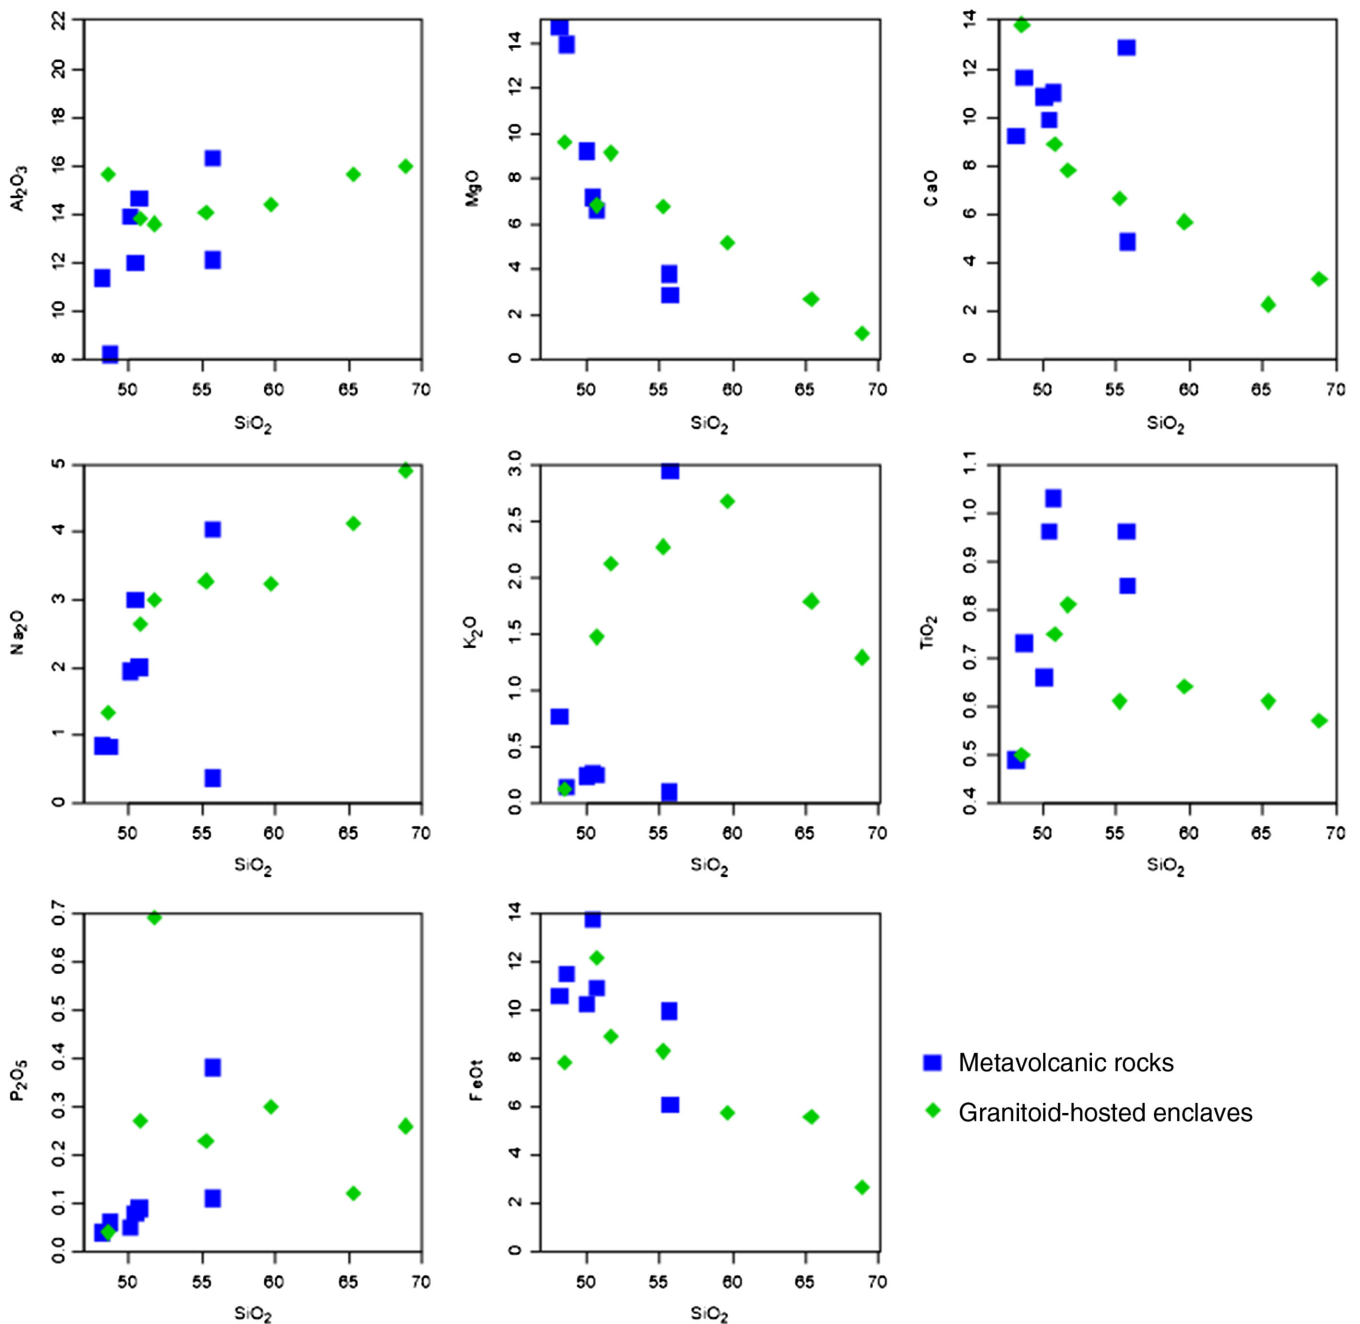 22
20
18
16
14
12
10
8
Al2O3
50 55 60 65 70
SiO2
14
12
10
8
6
4
2
0
MgO
50 55 60 65 70
SiO2
14
12
10
8
6
4
2
0
CaO
50 55 60 65 70
SiO2
5
4
3
2
1
0
Na2O
50 55 60 65 70
SiO2
3.0
2.5
2.0
1.5
1.0
0.5
0.0
K2O
50 55 60 65 70
SiO2
1.1
1.0
0.9
0.8
0.7
0.6
0.5
0.4
TiO2
50 55 60 65 70
SiO2
0.7
0.6
0.5
0.4
0.3
0.2
0.1
0.0
P2O5
50 55 60 65 70
SiO2
14
12
10
8
6
4
2
0
FeOt
50 55 60 65 70
SiO2
Metavolcanic rocks
Granitoid-hosted enclaves